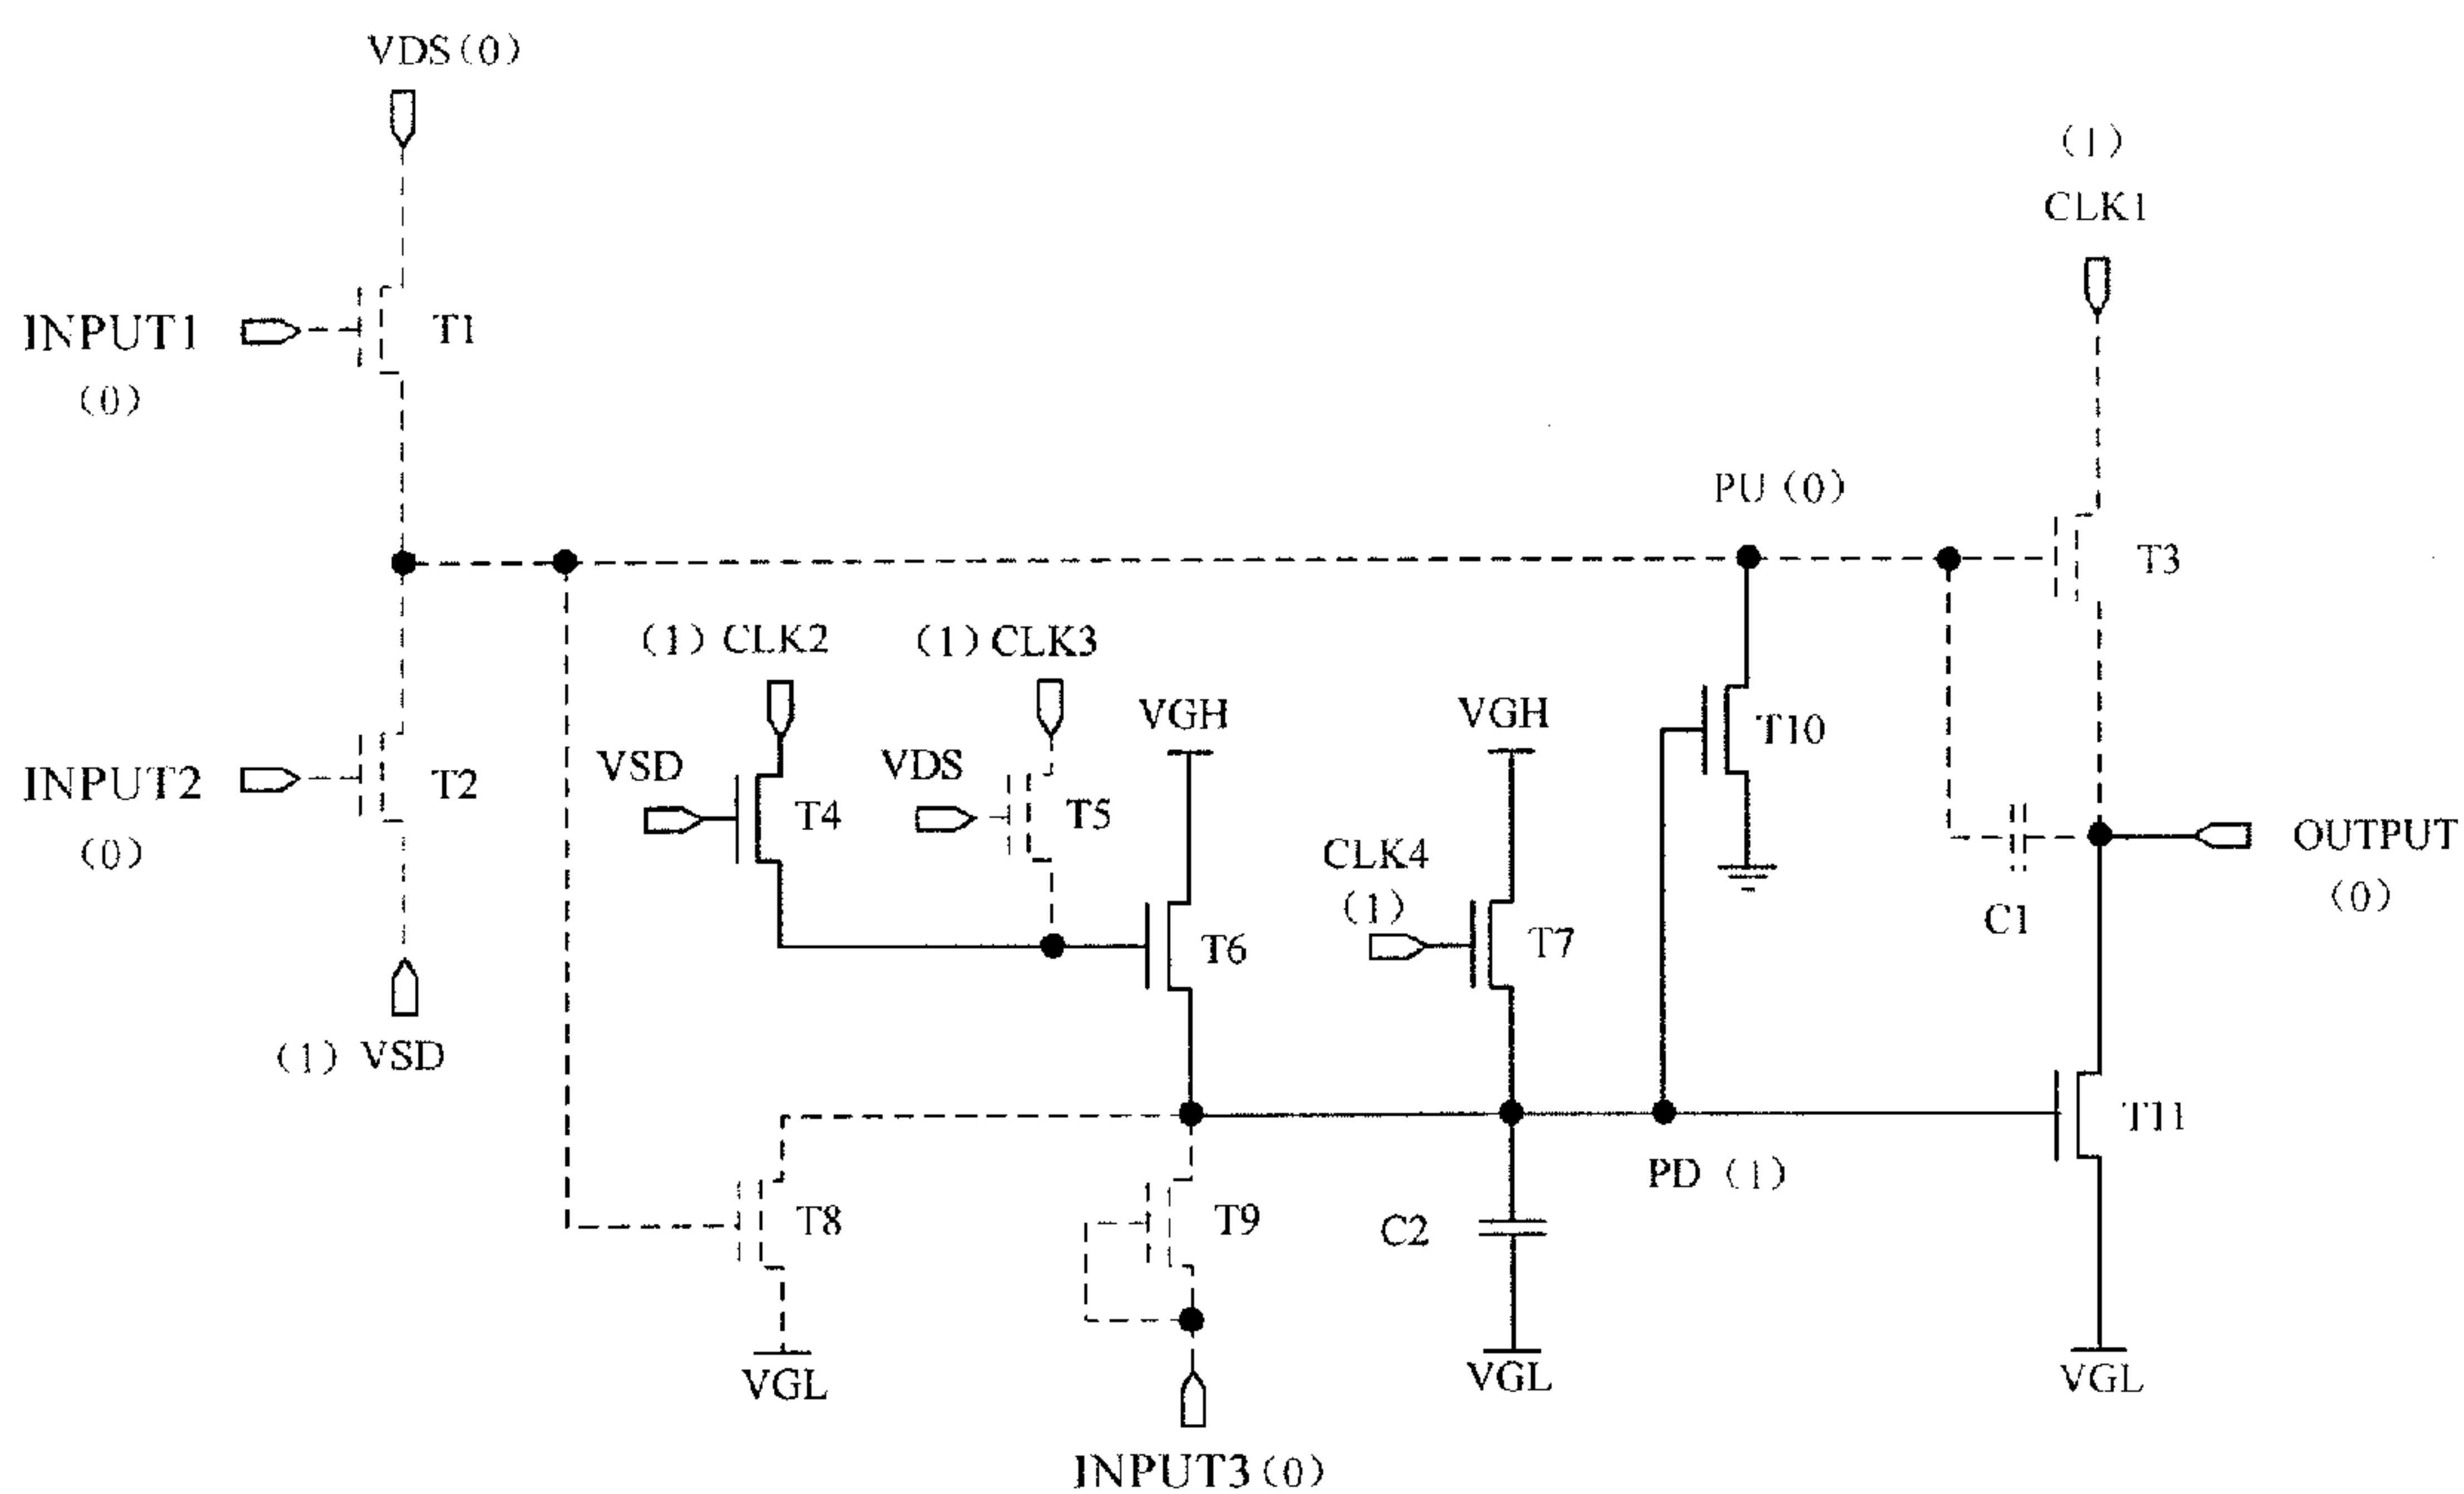 VDS (0)
(1)
CLK1
INPUT1
(0)
T1
PU (0)
T3
(1) CLK2
(1) CLK3
VGH
VGH
T10
INPUT2
(0)
T2
VSD
T4
VDS
T5
CLK4
(1)
OUTPUT
(0)
C1
T6
T7
(1) VSD
T11
PD (1)
T8
T9
C2
VGL
VGL
VGL
INPUT3 (0)